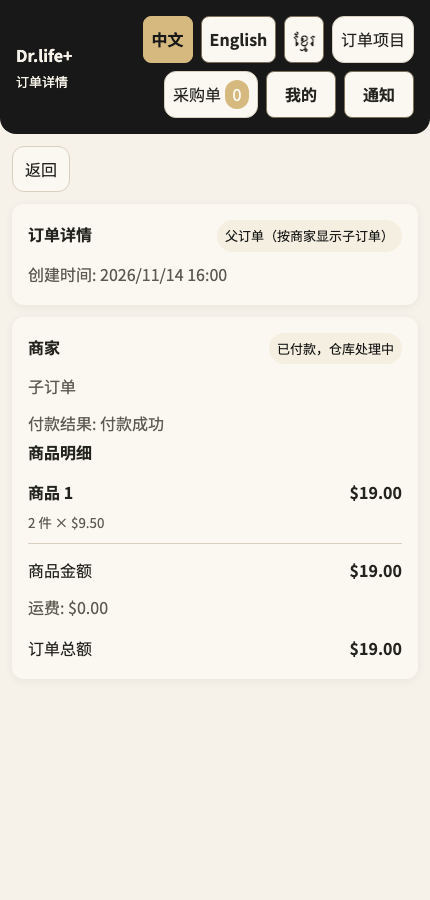 Dr.life+
订单详情
中文
English
ខ្មែរ
订单项目
采购单 0
我的
通知
返回
订单详情
父订单（按商家显示子订单）
创建时间: 2026/11/14 16:00
商家
已付款，仓库处理中
子订单
付款结果: 付款成功
商品明细
商品 1 $19.00
2 件 × $9.50
商品金额 $19.00
运费: $0.00
订单总额 $19.00